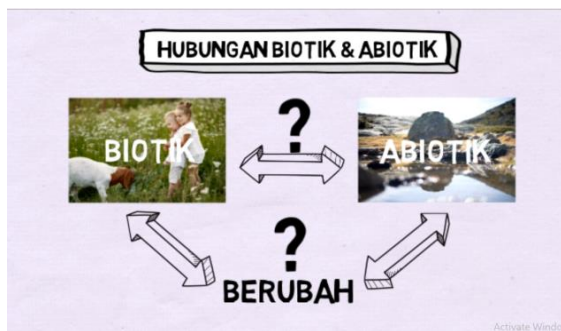 HUBUNGAN BIOTIK & ABIOTIK
?
BIOTIK
ABIOTIK
?
BERUBAH
Activate Windo